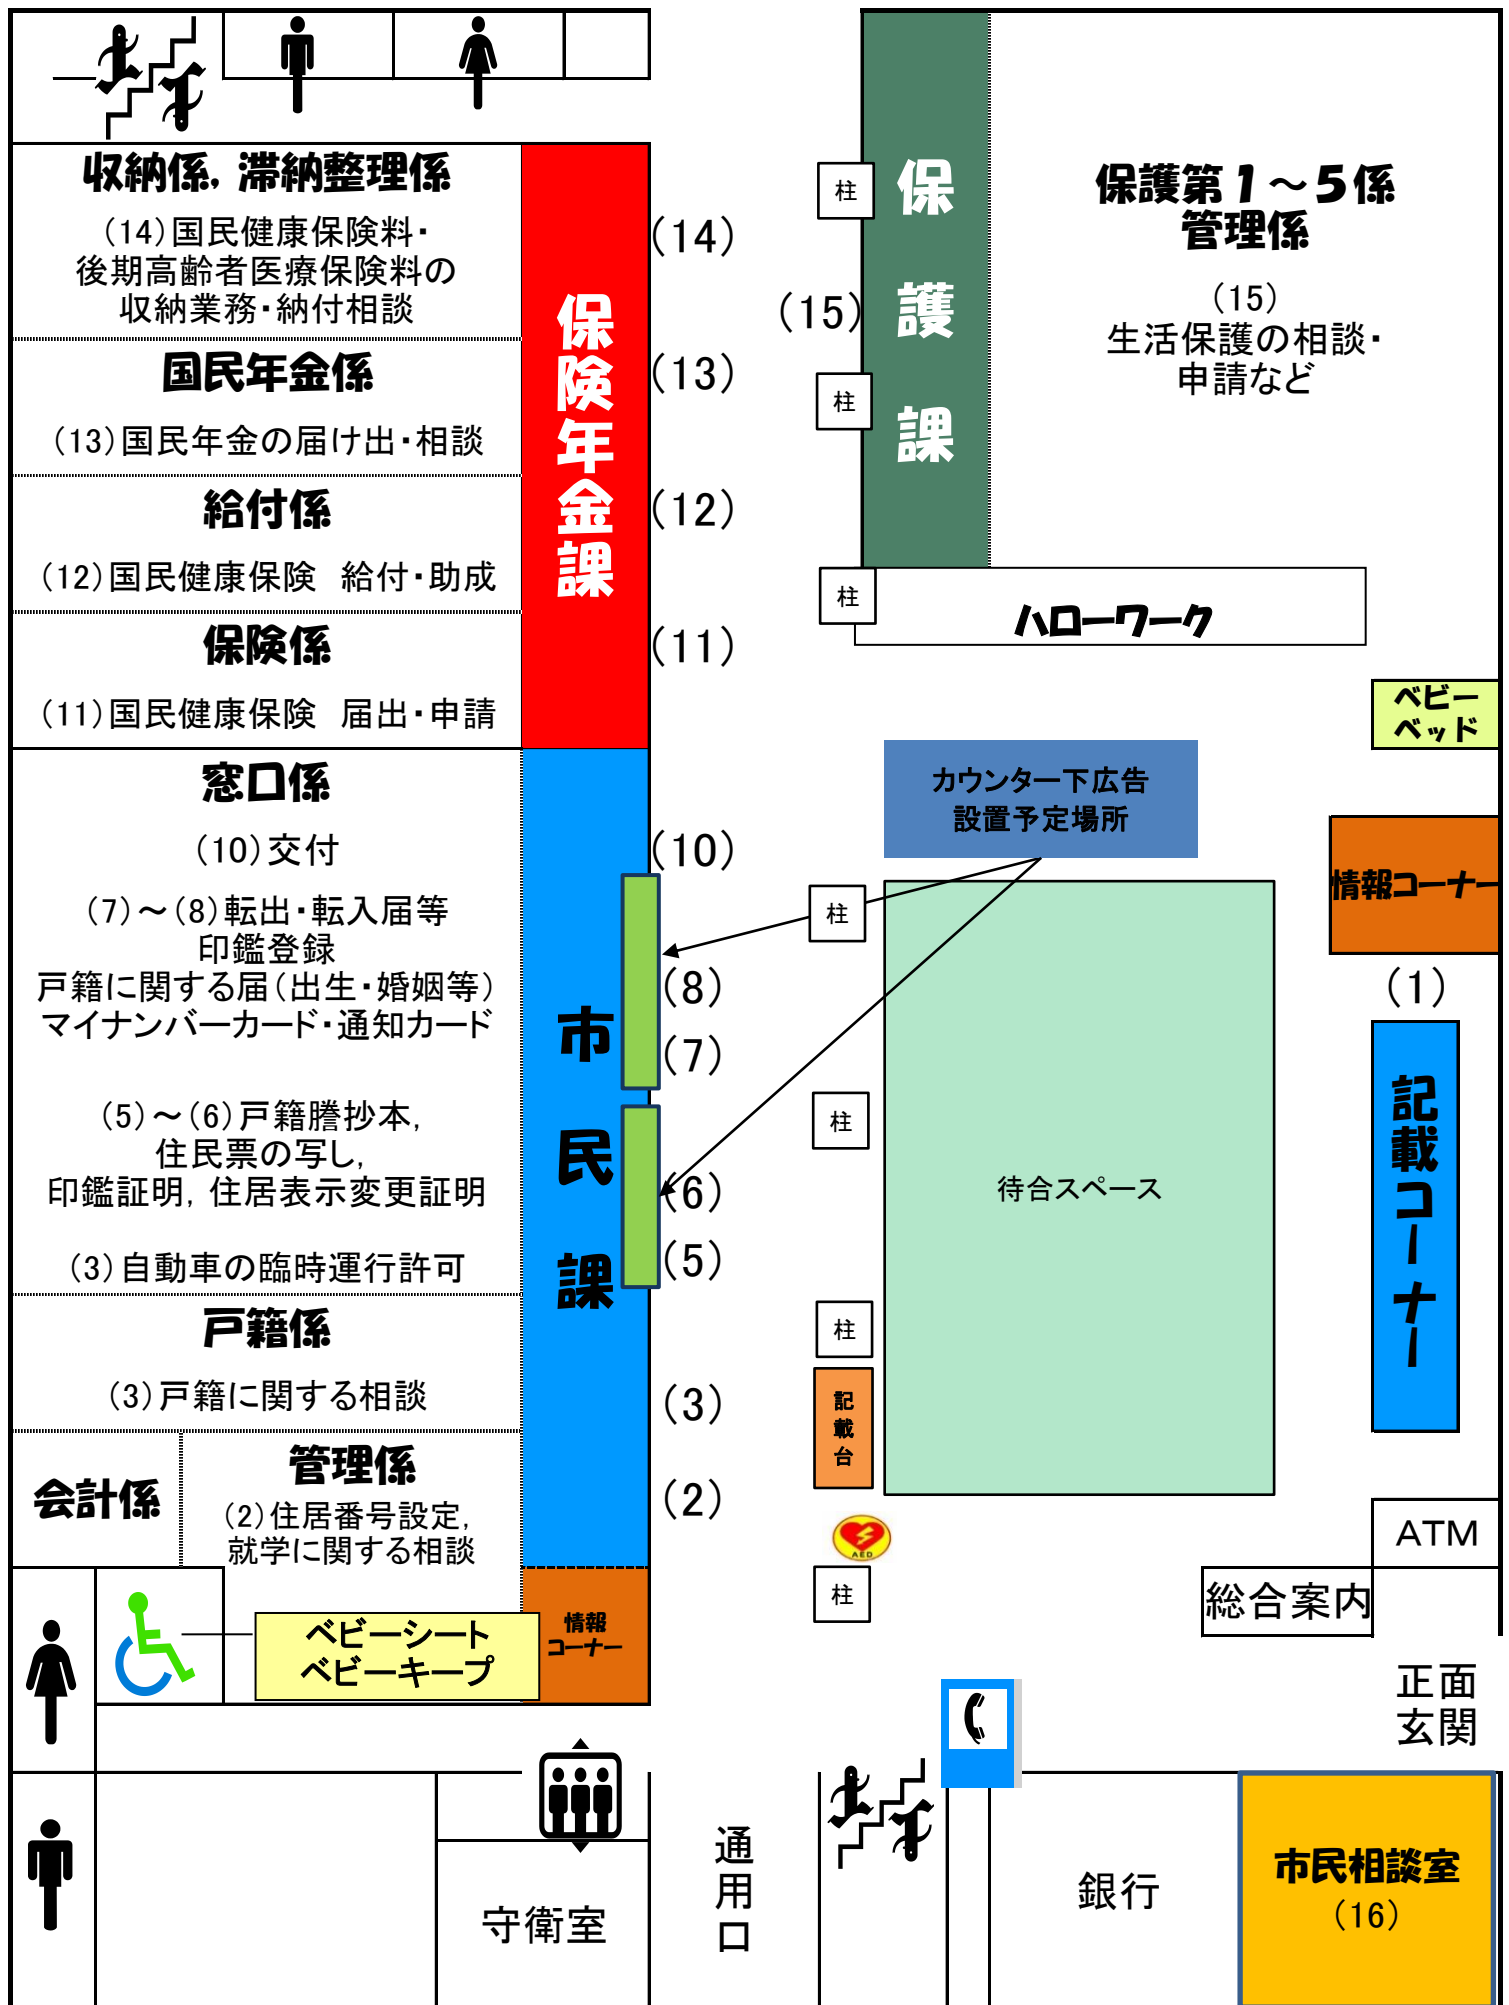 収納係，滞納整理係
（14）国民健康保険料・
後期高齢者医療保険料の
収納業務・納付相談
国民年金係
（13）国民年金の届け出・相談
給付係
（12）国民健康保険　給付・助成
保険係
（11）国民健康保険　届出・申請
保険年金課
（14）
（13）
（12）
（11）
窓口係
（10）交付
（7）～（8）転出・転入届等
印鑑登録
戸籍に関する届（出生・婚姻等）
マイナンバーカード・通知カード
（5）～（6）戸籍謄抄本，
住民票の写し，
印鑑証明，住居表示変更証明
（3）自動車の臨時運行許可
戸籍係
（3）戸籍に関する相談
会計係
管理係
（2）住居番号設定，
就学に関する相談
市民課
（10）
（8）
（7）
（6）
（5）
（3）
（2）
情報
コーナー
ベビーシート
ベビーキープ
守衛室
通用口
柱
柱
柱
（15）
保護課
保護第１～５係
管理係
（15）
生活保護の相談・
申請など
ハローワーク
ベビー
ベッド
カウンター下広告
設置予定場所
情報コーナー
（1）
記載コーナー
柱
柱
柱
待合スペース
記載台
AED
柱
ATM
総合案内
正面
玄関
銀行
市民相談室
（16）